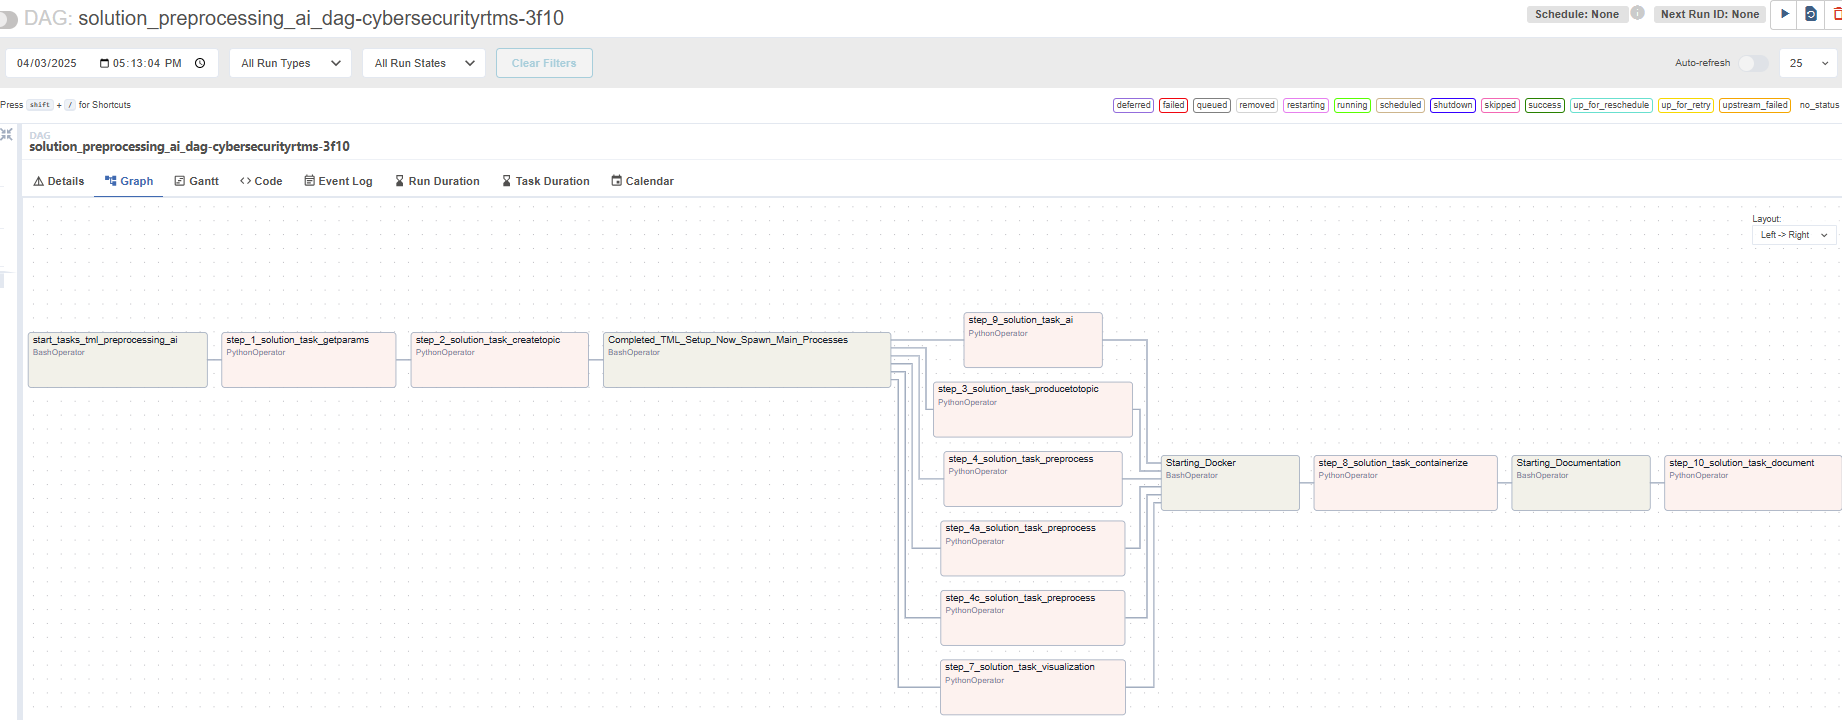 DAG: solution_preprocessing_ai_dag-cybersecurityrtms-3f10
Schedule: None
Next Run ID: None
04/03/2025 05:13:04 PM
All Run Types
All Run States
Clear Filters
Auto-refresh
25
Press shift + / for Shortcuts
deferred failed queued removed restarting running scheduled shutdown skipped success up_for_reschedule up_for_retry upstream_failed no_status
DAG
solution_preprocessing_ai_dag-cybersecurityrtms-3f10
Details Graph Gantt Code Event Log Run Duration Task Duration Calendar
Layout:
Left -> Right
start_tasks_tml_preprocessing_ai
BashOperator
step_1_solution_task_getparams
PythonOperator
step_2_solution_task_createtopic
PythonOperator
Completed_TML_Setup_Now_Spawn_Main_Processes
BashOperator
step_9_solution_task_ai
PythonOperator
step_3_solution_task_producetotopic
PythonOperator
step_4_solution_task_preprocess
PythonOperator
step_4a_solution_task_preprocess
PythonOperator
step_4c_solution_task_preprocess
PythonOperator
step_7_solution_task_visualization
PythonOperator
Starting_Docker
BashOperator
step_8_solution_task_containerize
PythonOperator
Starting_Documentation
BashOperator
step_10_solution_task_document
PythonOperator